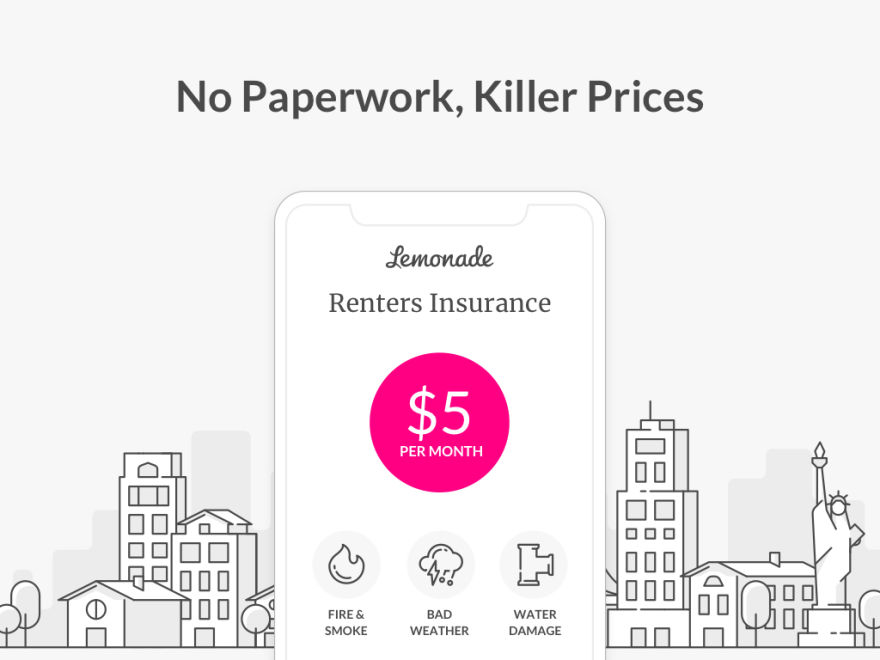 No Paperwork, Killer Prices
Lemonade
Renters Insurance
$5
PER MONTH
FIRE &
SMOKE
BAD
WEATHER
WATER
DAMAGE